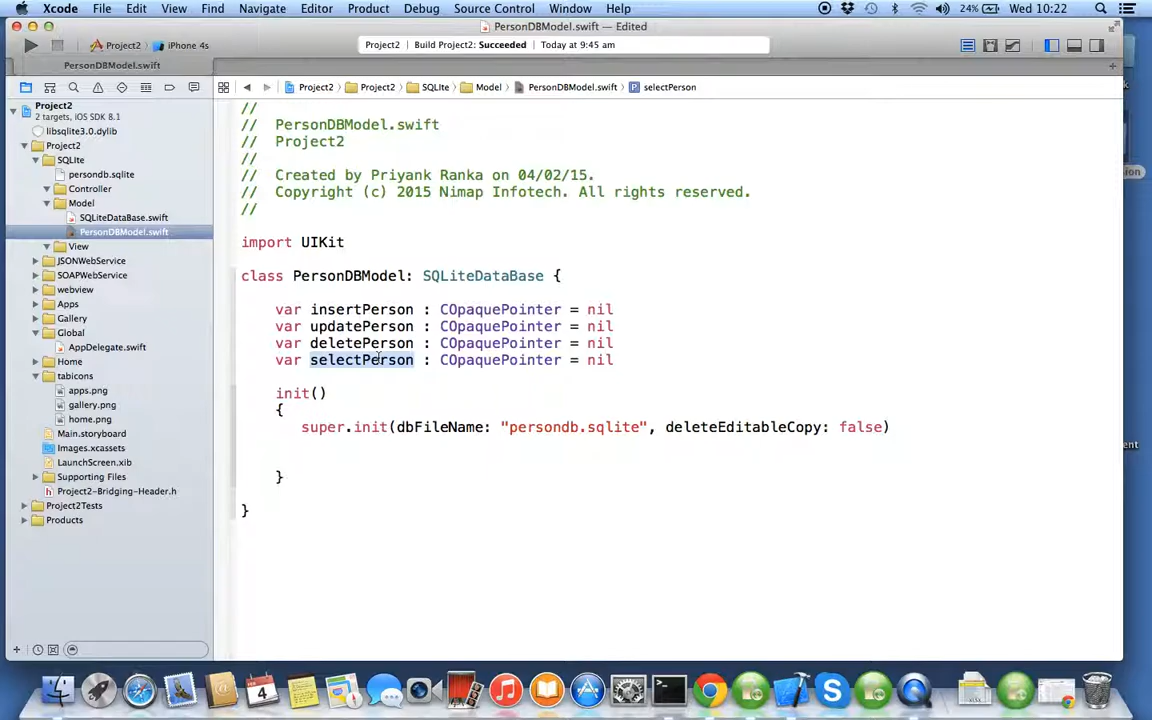 Xcode File Edit View Find Navigate Editor Product Debug Source Control Window Help 24% Wed 10:22
PersonDBModel.swift — Edited
Project2 iPhone 4s
Project2 Build Project2: Succeeded Today at 9:45 am
PersonDBModel.swift
Project2 Project2 SQLIte Model PersonDBModel.swift P selectPerson
Project2
2 targets, iOS SDK 8.1
libsqlite3.0.dylib
Project2
SQLIte
persondb.sqlite
Controller
Model
SQLiteDataBase.swift
PersonDBModel.swift
View
JSONWebService
SOAPWebService
webview
Apps
Gallery
Global
AppDelegate.swift
Home
tabicons
apps.png
gallery.png
home.png
Main.storyboard
Images.xcassets
LaunchScreen.xib
Supporting Files
Project2-Bridging-Header.h
Project2Tests
Products
//
// PersonDBModel.swift
// Project2
//
// Created by Priyank Ranka on 04/02/15.
// Copyright (c) 2015 Nimap Infotech. All rights reserved.
//
import UIKit
class PersonDBModel: SQLiteDataBase {
var insertPerson : COpaquePointer = nil
var updatePerson : COpaquePointer = nil
var deletePerson : COpaquePointer = nil
var selectPerson : COpaquePointer = nil
init()
{
super.init(dbFileName: "persondb.sqlite", deleteEditableCopy: false)
}
}
ion
ent
4